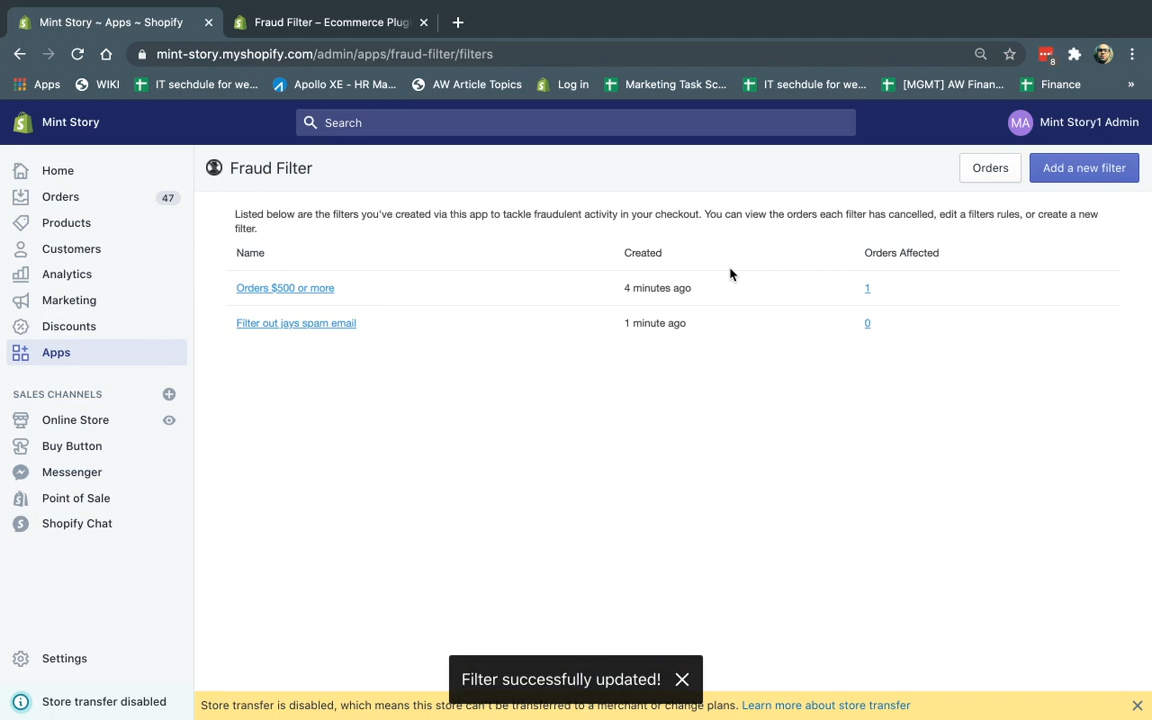 Mint Story ~ Apps ~ Shopify
Fraud Filter – Ecommerce Plug
mint-story.myshopify.com/admin/apps/fraud-filter/filters
8
Apps
WIKI
IT sechdule for we...
Apollo XE - HR Ma...
AW Article Topics
Log in
Marketing Task Sc...
IT sechdule for we...
[MGMT] AW Finan...
Finance
»
Mint Story
Search
MA
Mint Story1 Admin
Home
Orders
47
Products
Customers
Analytics
Marketing
Discounts
Apps
SALES CHANNELS
Online Store
Buy Button
Messenger
Point of Sale
Shopify Chat
Settings
Store transfer disabled
Fraud Filter
Orders
Add a new filter
Listed below are the filters you've created via this app to tackle fraudulent activity in your checkout. You can view the orders each filter has cancelled, edit a filters rules, or create a new
filter.
Name
Created
Orders Affected
Orders $500 or more
4 minutes ago
1
Filter out jays spam email
1 minute ago
0
Filter successfully updated!
Store transfer is disabled, which means this store can't be transferred to a merchant or change plans. Learn more about store transfer